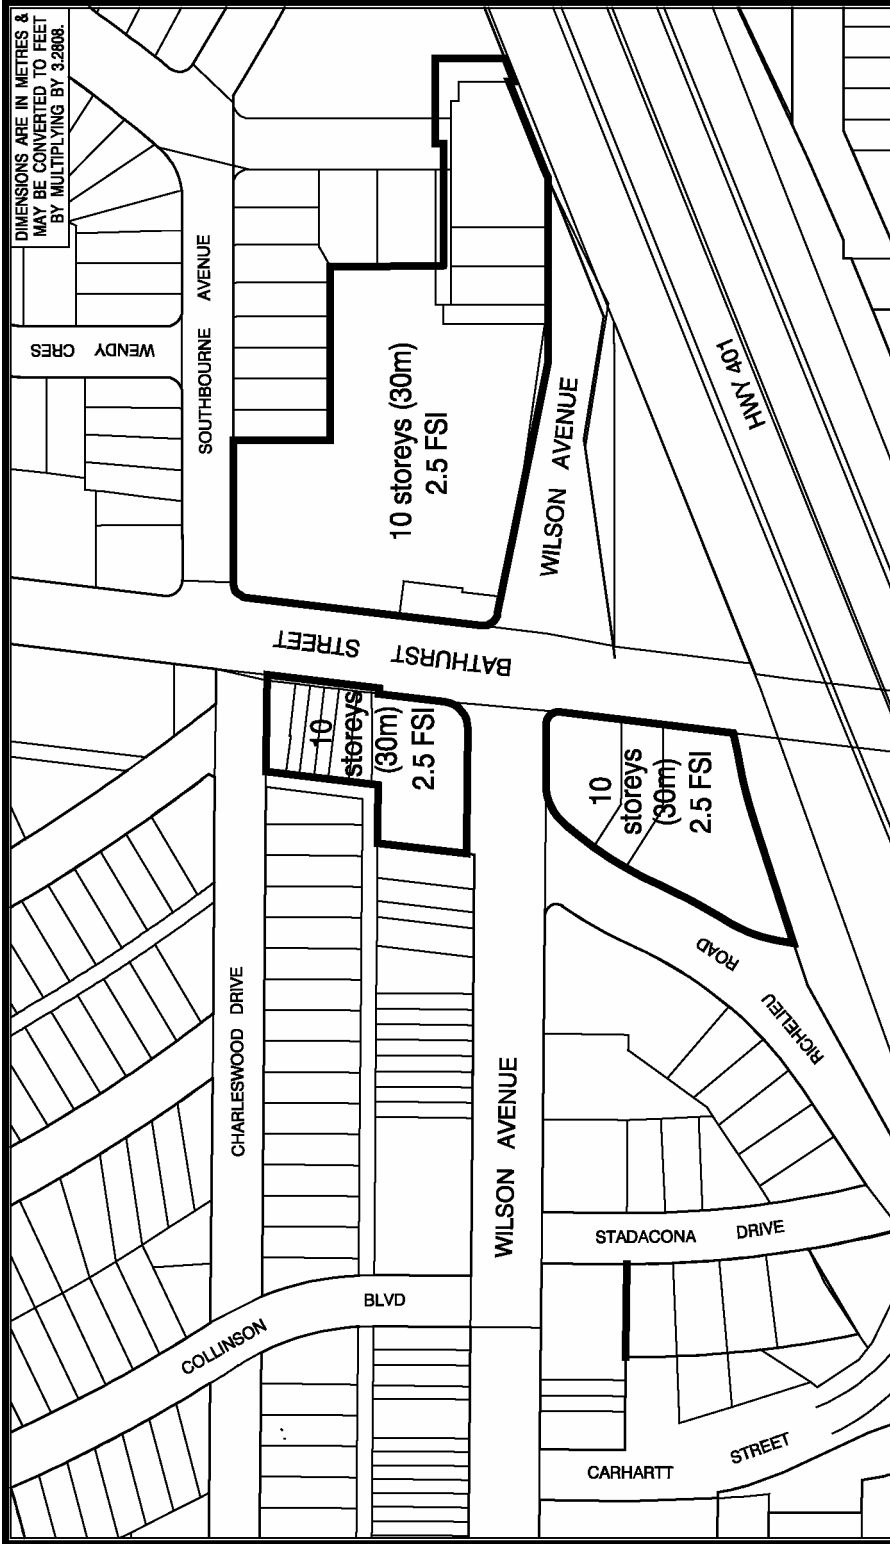 DIMENSIONS ARE IN METRES &
MAY BE CONVERTED TO FEET
BY MULTIPLYING BY 3.2808.
WENDY CRES
SOUTHBOURNE AVENUE
10 storeys (30m)
2.5 FSI
WILSON AVENUE
HWY 401
BATHURST STREET
10
storeys
(30m)
2.5 FSI
10
storeys
(30m)
2.5 FSI
CHARLESWOOD DRIVE
RICHELIEU ROAD
WILSON AVENUE
STADACONA DRIVE
COLLINSON BLVD
CARHARTT STREET